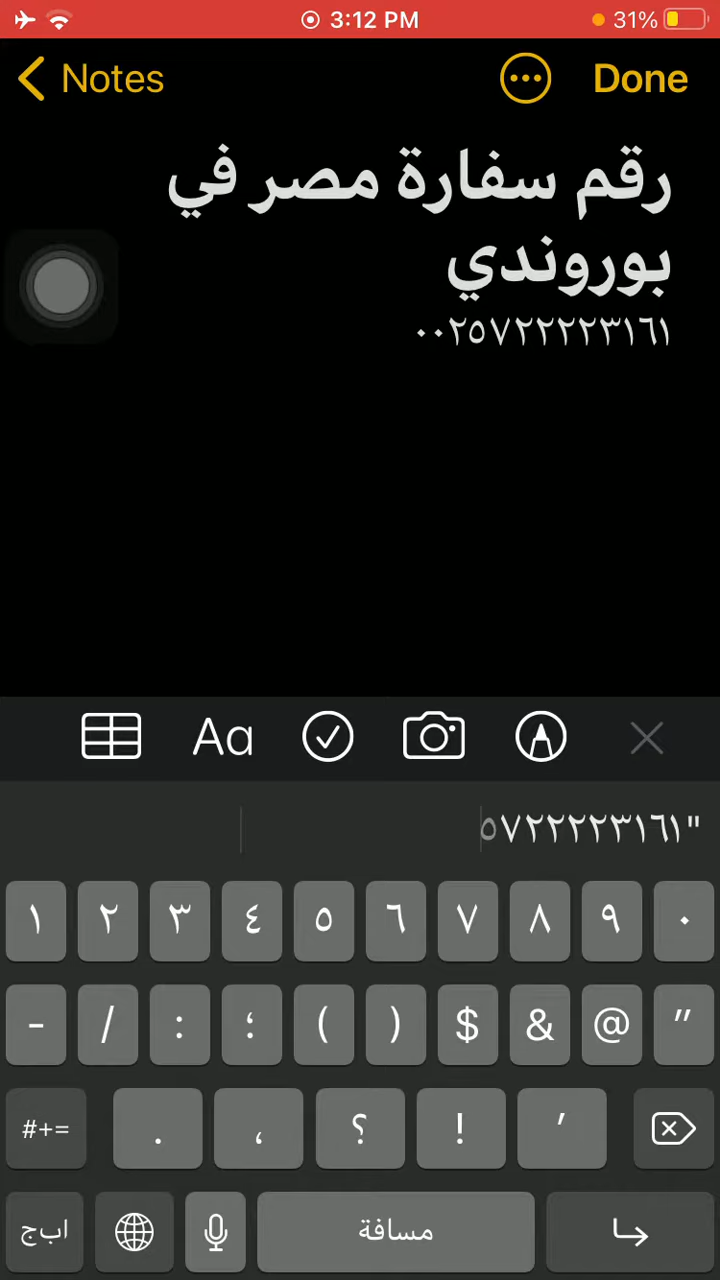 3:12 PM
31%
Notes
Done
رقم سفارة مصر في
بوروندي
٠٠٢٥٧٢٢٢٢٣١٦١
Aa
"٥٧٢٢٢٢٣١٦١
١ ٢ ٣ ٤ ٥ ٦ ٧ ٨ ٩ ٠
- / : ؛ ( ) $ & @ "
#+= . ، ؟ ! '
اب‌ج مسافة